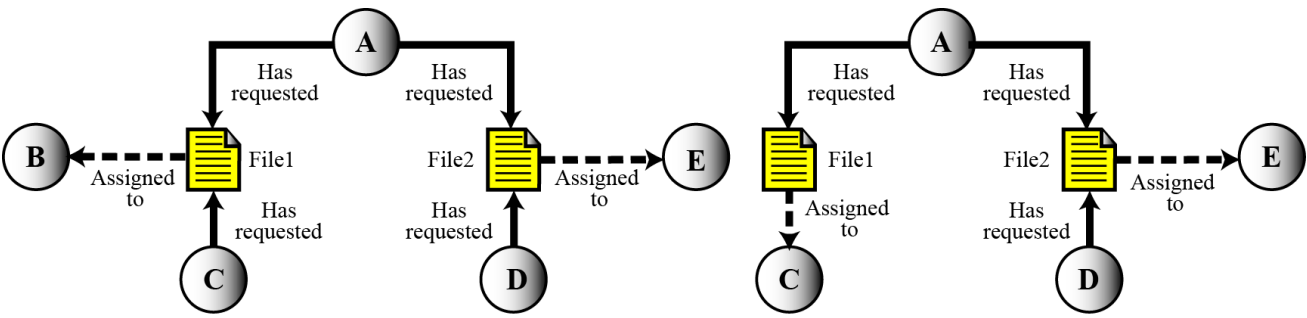 A
Has
requested
Has
requested
B
File1
File2
E
Assigned
to
Assigned
to
Has
requested
Has
requested
C
D
A
Has
requested
Has
requested
File1
File2
E
Assigned
to
Assigned
to
Has
requested
C
D